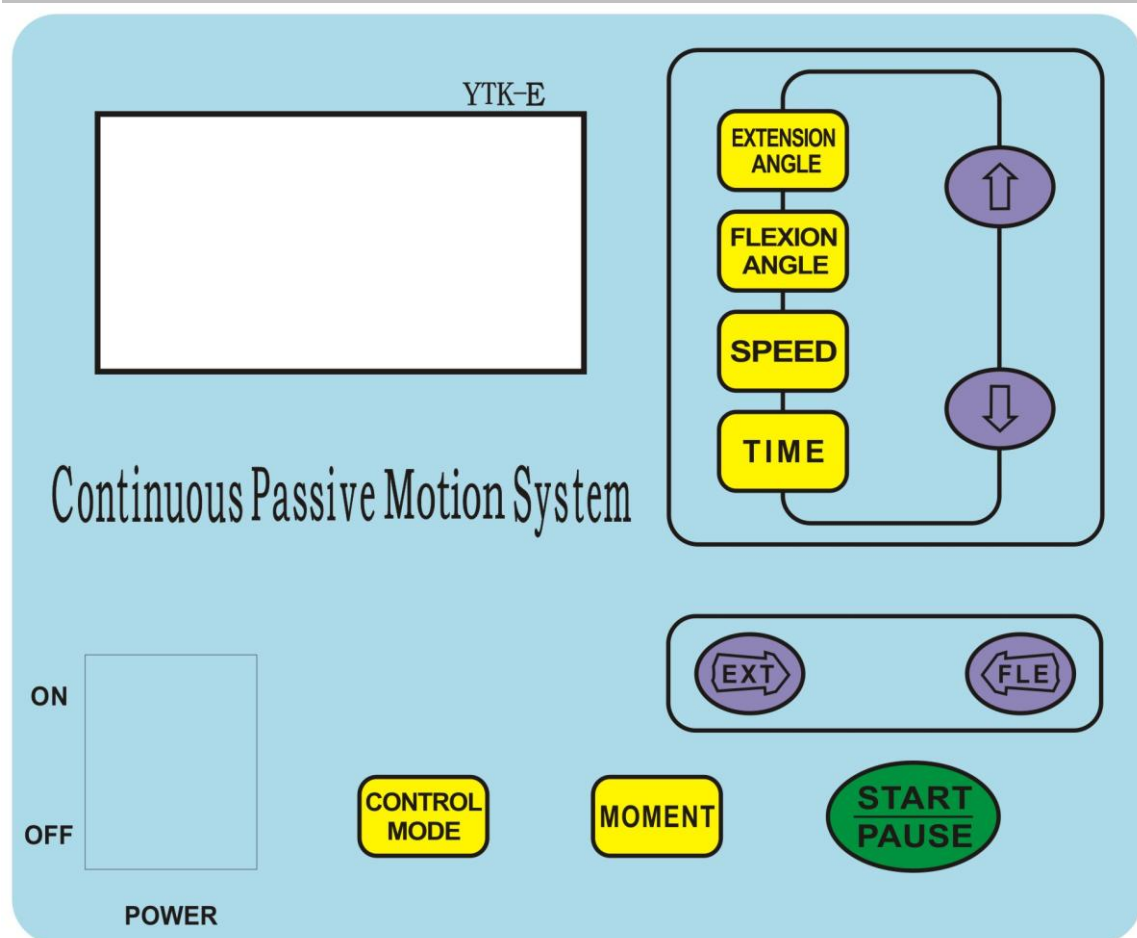 YTK-E
EXTENSION
ANGLE
FLEXION
ANGLE
SPEED
TIME
Continuous Passive Motion System
EXT
FLE
ON
OFF
POWER
CONTROL
MODE
MOMENT
START
PAUSE